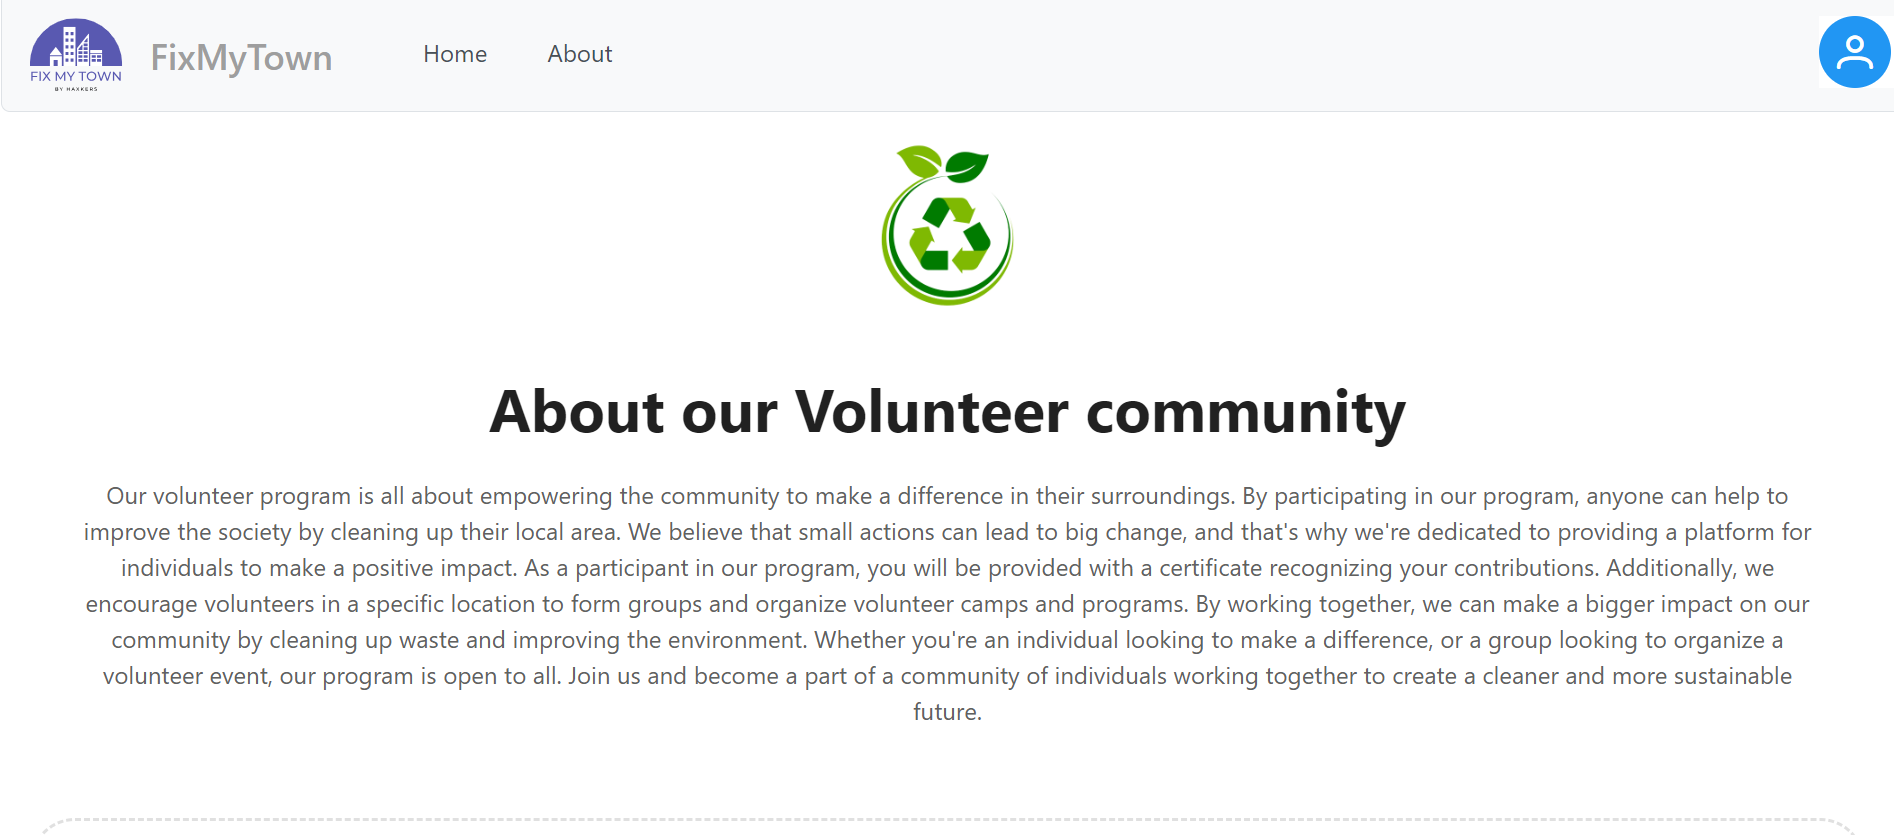 FIX MY TOWN
BY HAXKERS
FixMyTown
Home
About
About our Volunteer community
Our volunteer program is all about empowering the community to make a difference in their surroundings. By participating in our program, anyone can help to
improve the society by cleaning up their local area. We believe that small actions can lead to big change, and that's why we're dedicated to providing a platform for
individuals to make a positive impact. As a participant in our program, you will be provided with a certificate recognizing your contributions. Additionally, we
encourage volunteers in a specific location to form groups and organize volunteer camps and programs. By working together, we can make a bigger impact on our
community by cleaning up waste and improving the environment. Whether you're an individual looking to make a difference, or a group looking to organize a
volunteer event, our program is open to all. Join us and become a part of a community of individuals working together to create a cleaner and more sustainable
future.